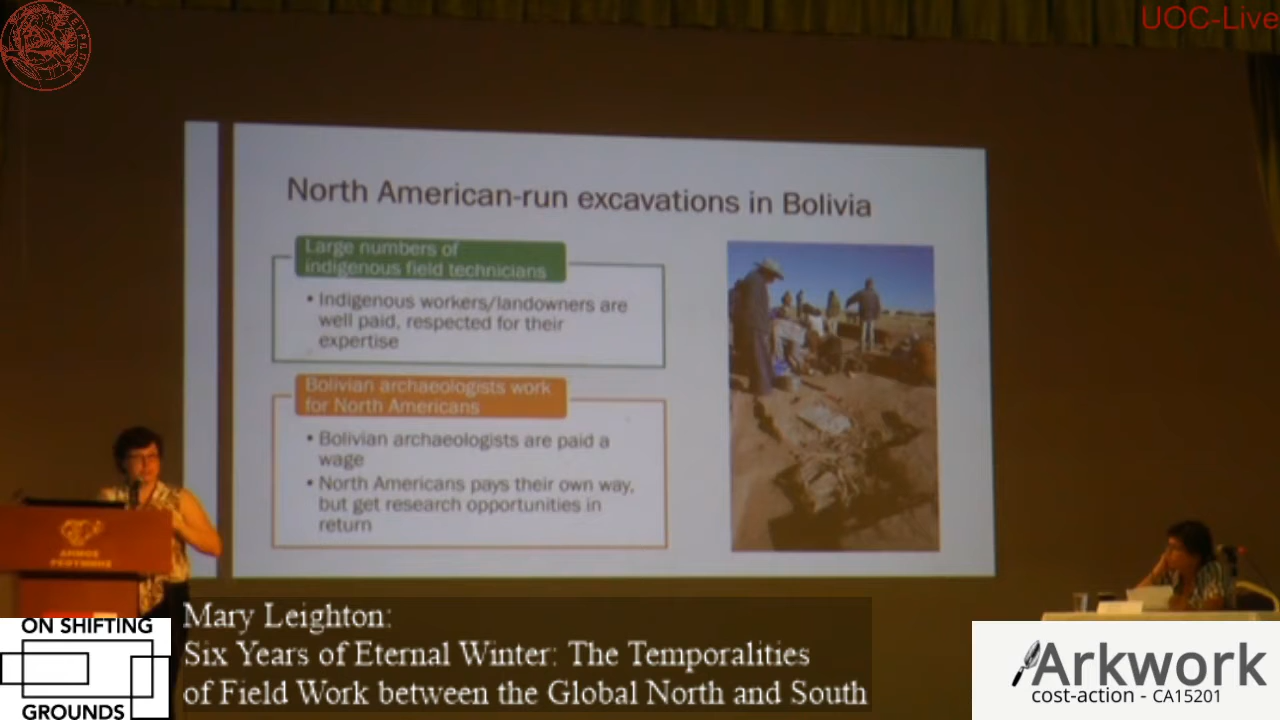 UOC-Live
North American-run excavations in Bolivia
Large numbers of
indigenous field technicians
• Indigenous workers/landowners are
well paid, respected for their
expertise
Bolivian archaeologists work
for North Americans
• Bolivian archaeologists are paid a
wage
• North Americans pays their own way,
but get research opportunities in
return
ΔΗΜΟΣ
ΡΕΘΥΜΝΗΣ
ON SHIFTING
GROUNDS
Mary Leighton:
Six Years of Eternal Winter: The Temporalities
of Field Work between the Global North and South
Arkwork
cost-action - CA15201